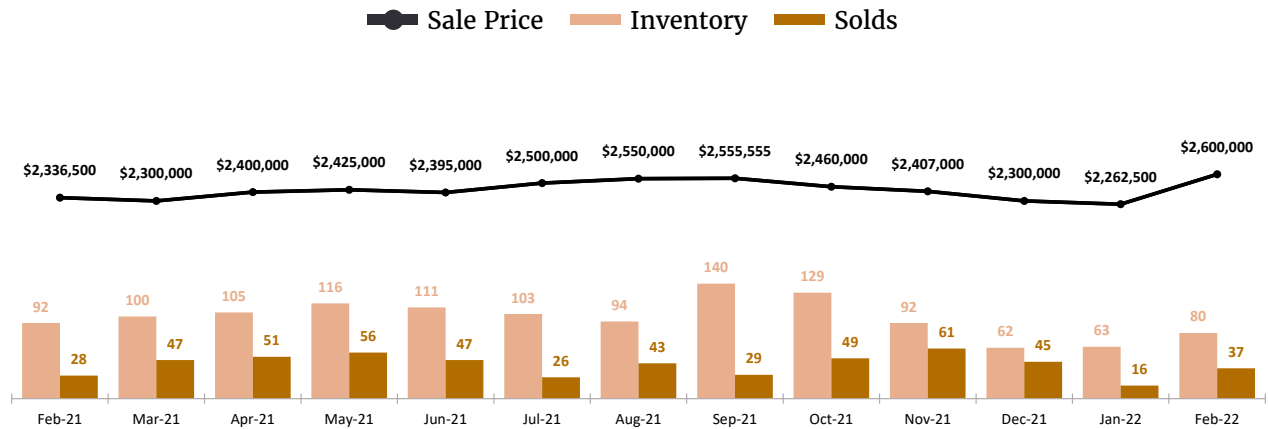 Sale Price Inventory Solds
$2,336,500 $2,300,000 $2,400,000 $2,425,000 $2,395,000 $2,500,000 $2,550,000 $2,555,555 $2,460,000 $2,407,000 $2,300,000 $2,262,500 $2,600,000
92 100 105 116 111 103 94 140 129 92 62 63 80
28 47 51 56 47 26 43 29 49 61 45 16 37
Feb-21 Mar-21 Apr-21 May-21 Jun-21 Jul-21 Aug-21 Sep-21 Oct-21 Nov-21 Dec-21 Jan-22 Feb-22